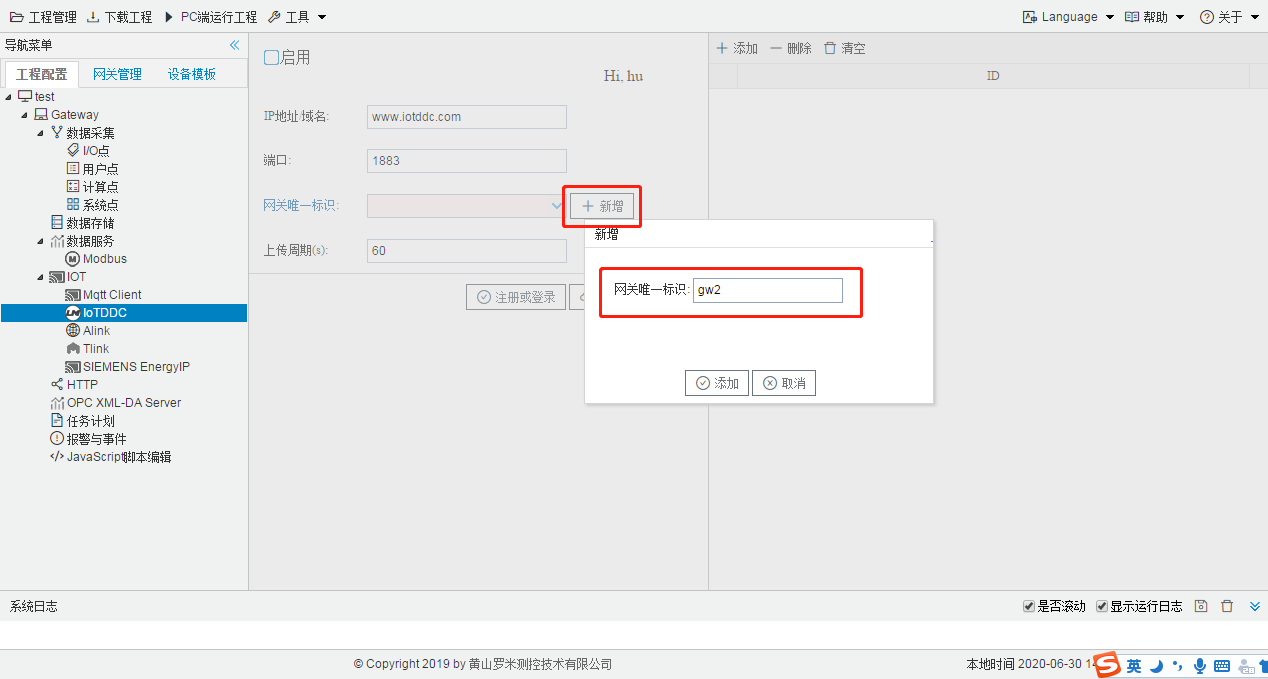 工程管理 下载工程 PC端运行工程 工具 Language 帮助 关于
导航菜单
工程配置 网关管理 设备模板
test
Gateway
数据采集
I/O点
用户点
计算点
系统点
数据存储
数据服务
Modbus
IOT
Mqtt Client
IoTDDC
Alink
Tlink
SIEMENS EnergyIP
HTTP
OPC XML-DA Server
任务计划
报警与事件
JavaScript脚本编辑
启用
Hi, hu
IP地址/域名: www.iotddc.com
端口: 1883
网关唯一标识: 新增
上传周期(s): 60
注册或登录
添加 删除 清空
ID
新增
网关唯一标识: gw2
添加 取消
系统日志 是否滚动 显示运行日志
© Copyright 2019 by 黄山罗米测控技术有限公司 本地时间 2020-06-30
英